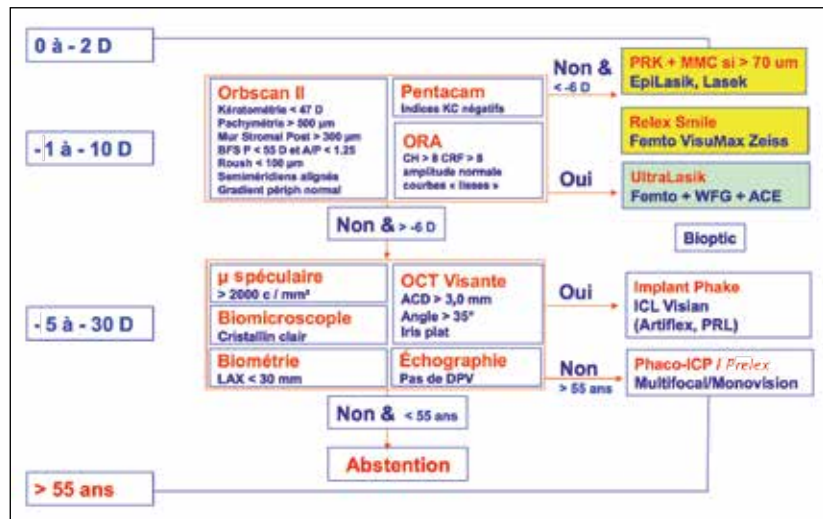 0 à - 2 D
-1 à - 10 D
- 5 à - 30 D
> 55 ans
Orbscan II
Kératométrie < 47 D
Pachymétrie > 500 µm
Mur Stromal Post > 300 µm
BFS P < 55 D et A/P < 1.25
Roush < 100 µm
Semiméridiens alignés
Gradient périph normal
Pentacam
Indices KC négatifs
ORA
CH > 8 CRF > 8
amplitude normale
courbes « lisses »
Non &
< -6 D
Oui
PRK + MMC si > 70 um
EpiLasik, Lasek
Relex Smile
Femto VisuMax Zeiss
UltraLasik
Femto + WFG + ACE
Bioptic
Non & > -6 D
µ spéculaire
> 2000 c / mm²
Biomicroscople
Cristallin clair
Biométrie
LAX < 30 mm
OCT Visante
ACD > 3,0 mm
Angle > 35°
Iris plat
Échographie
Pas de DPV
Oui
Non
> 55 ans
Implant Phake
ICL Visian
(Artiflex, PRL)
Phaco-ICP / Prelex
Multifocal/Monovision
Non & < 55 ans
Abstention